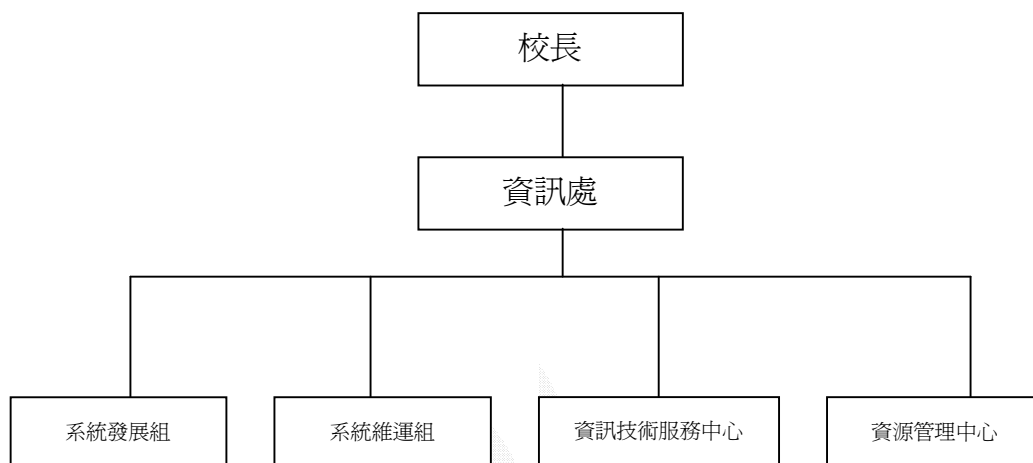 校長
資訊處
系統發展組
系統維運組
資訊技術服務中心
資源管理中心